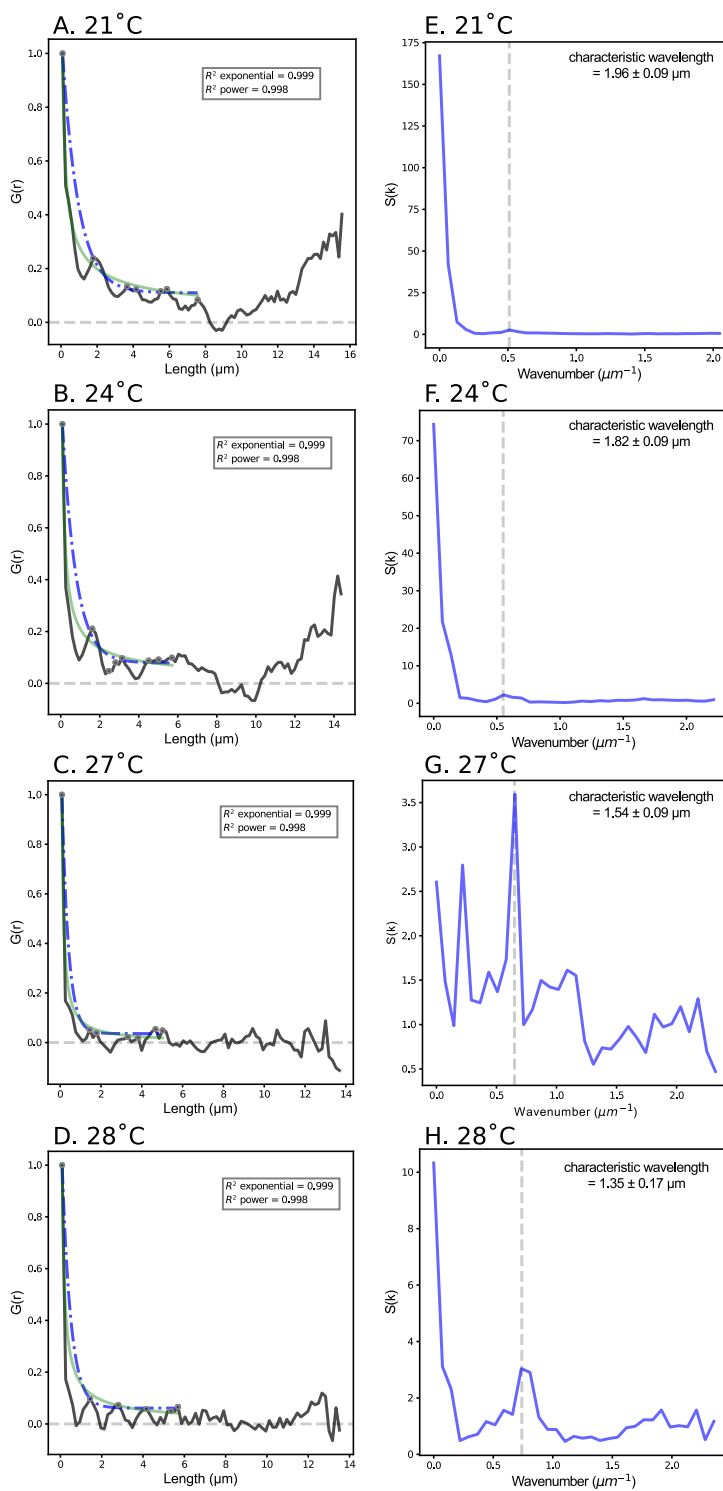 A. 21˚C
1.0
0.8
0.6
0.4
0.2
0.0
G(r)
R² exponential = 0.999
R² power = 0.998
0 2 4 6 8 10 12 14 16
Length (μm)
E. 21˚C
175
150
125
100
75
50
25
0
S(k)
characteristic wavelength
= 1.96 ± 0.09 μm
0.0 0.5 1.0 1.5 2.0
Wavenumber (μm⁻¹)
B. 24˚C
1.0
0.8
0.6
0.4
0.2
0.0
G(r)
R² exponential = 0.999
R² power = 0.998
0 2 4 6 8 10 12 14
Length (μm)
F. 24˚C
70
60
50
40
30
20
10
0
S(k)
characteristic wavelength
= 1.82 ± 0.09 μm
0.0 0.5 1.0 1.5 2.0
Wavenumber (μm⁻¹)
C. 27˚C
1.0
0.8
0.6
0.4
0.2
0.0
G(r)
R² exponential = 0.999
R² power = 0.998
0 2 4 6 8 10 12 14
Length (μm)
G. 27˚C
3.5
3.0
2.5
2.0
1.5
1.0
0.5
S(k)
characteristic wavelength
= 1.54 ± 0.09 μm
0.0 0.5 1.0 1.5 2.0
Wavenumber (μm⁻¹)
D. 28˚C
1.0
0.8
0.6
0.4
0.2
0.0
G(r)
R² exponential = 0.999
R² power = 0.998
0 2 4 6 8 10 12 14
Length (μm)
H. 28˚C
10
8
6
4
2
0
S(k)
characteristic wavelength
= 1.35 ± 0.17 μm
0.0 0.5 1.0 1.5 2.0
Wavenumber (μm⁻¹)